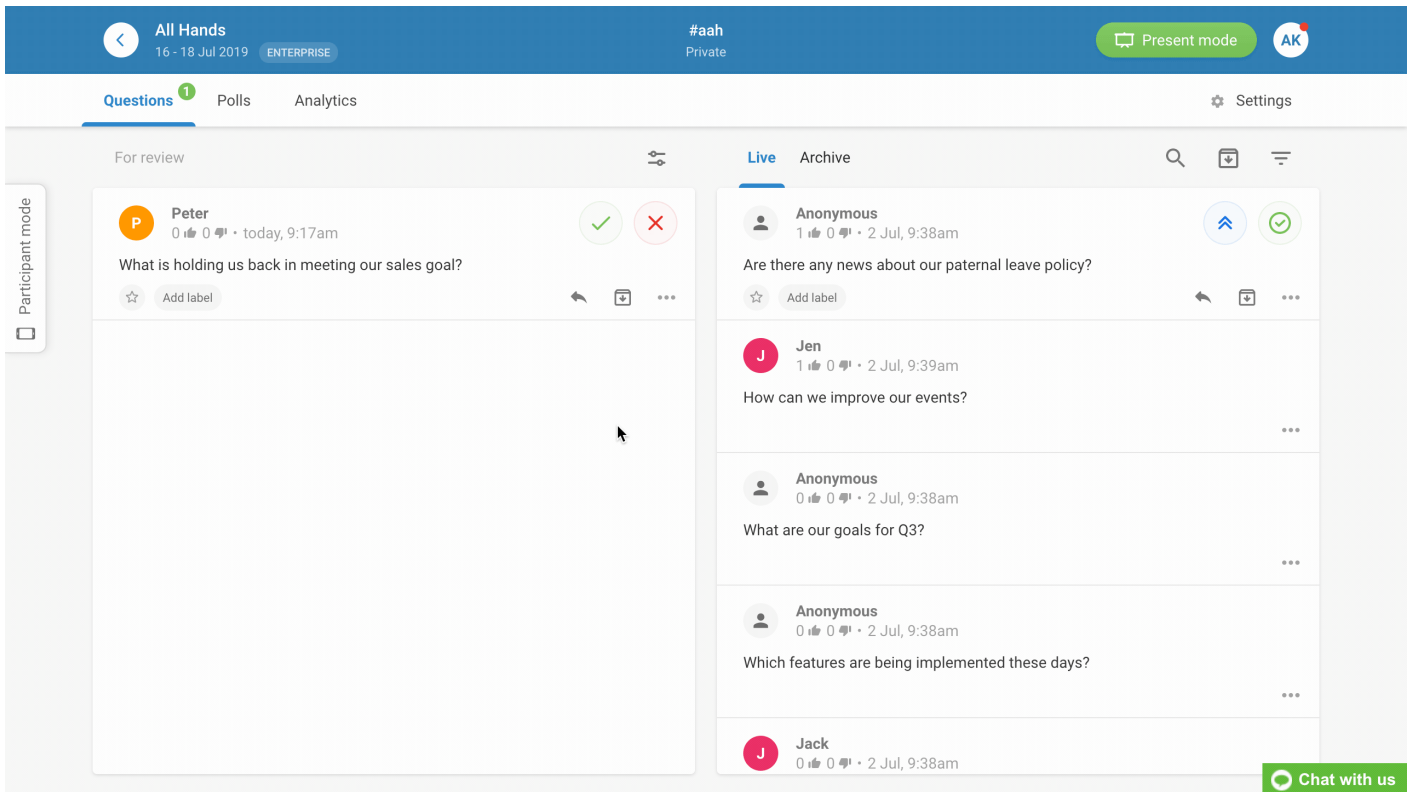 All Hands
16 - 18 Jul 2019 ENTERPRISE
#aah
Private
Present mode
AK
Questions 1 Polls Analytics
Settings
Participant mode
For review
P Peter
0 0 • today, 9:17am
What is holding us back in meeting our sales goal?
Add label
Live Archive
Anonymous
1 0 • 2 Jul, 9:38am
Are there any news about our paternal leave policy?
Add label
J Jen
1 0 • 2 Jul, 9:39am
How can we improve our events?
Anonymous
0 0 • 2 Jul, 9:38am
What are our goals for Q3?
Anonymous
0 0 • 2 Jul, 9:38am
Which features are being implemented these days?
J Jack
0 0 • 2 Jul, 9:38am
Chat with us